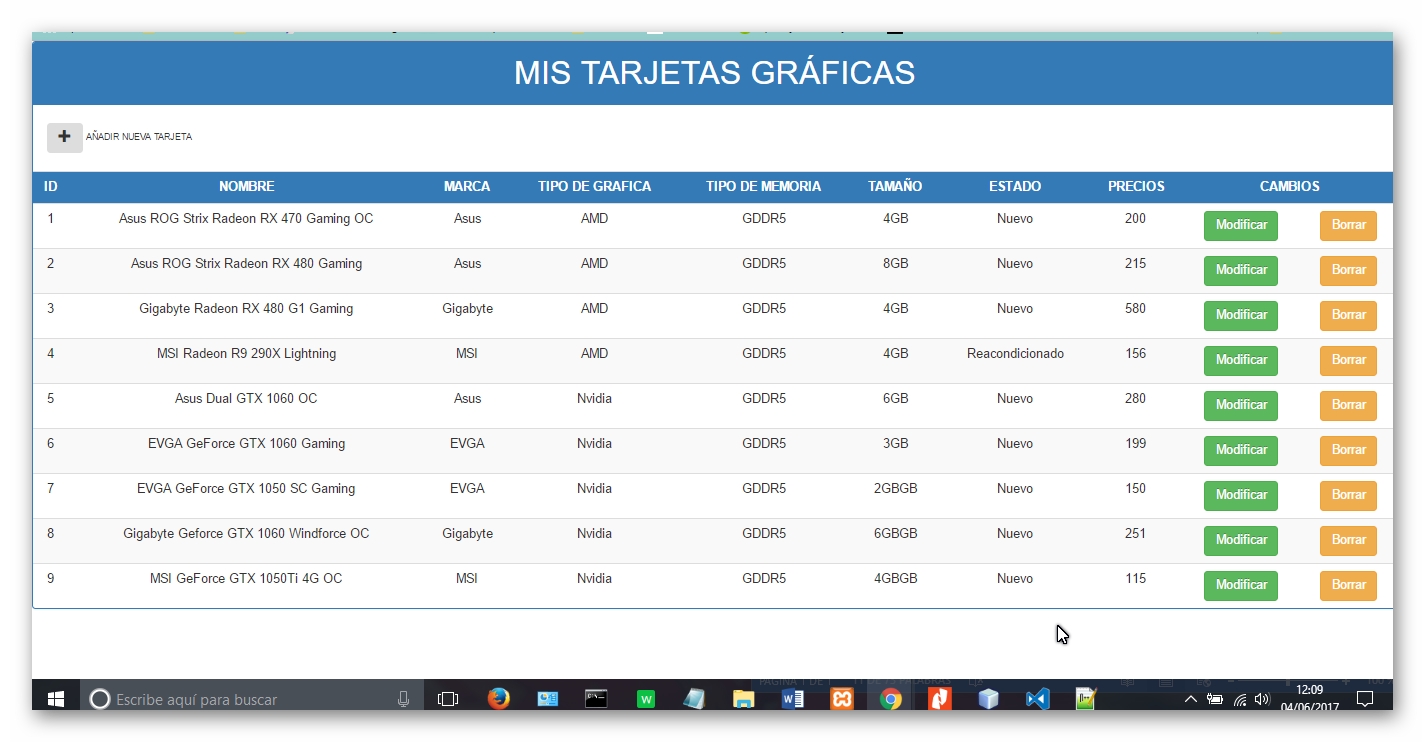 MIS TARJETAS GRÁFICAS
AÑADIR NUEVA TARJETA
ID NOMBRE MARCA TIPO DE GRAFICA TIPO DE MEMORIA TAMAÑO ESTADO PRECIOS CAMBIOS
1 Asus ROG Strix Radeon RX 470 Gaming OC Asus AMD GDDR5 4GB Nuevo 200 Modificar Borrar
2 Asus ROG Strix Radeon RX 480 Gaming Asus AMD GDDR5 8GB Nuevo 215 Modificar Borrar
3 Gigabyte Radeon RX 480 G1 Gaming Gigabyte AMD GDDR5 4GB Nuevo 580 Modificar Borrar
4 MSI Radeon R9 290X Lightning MSI AMD GDDR5 4GB Reacondicionado 156 Modificar Borrar
5 Asus Dual GTX 1060 OC Asus Nvidia GDDR5 6GB Nuevo 280 Modificar Borrar
6 EVGA GeForce GTX 1060 Gaming EVGA Nvidia GDDR5 3GB Nuevo 199 Modificar Borrar
7 EVGA GeForce GTX 1050 SC Gaming EVGA Nvidia GDDR5 2GBGB Nuevo 150 Modificar Borrar
8 Gigabyte Geforce GTX 1060 Windforce OC Gigabyte Nvidia GDDR5 6GBGB Nuevo 251 Modificar Borrar
9 MSI GeForce GTX 1050Ti 4G OC MSI Nvidia GDDR5 4GBGB Nuevo 115 Modificar Borrar
PÁGINA 1 DE 1
Escribe aquí para buscar
12:09
04/06/2017